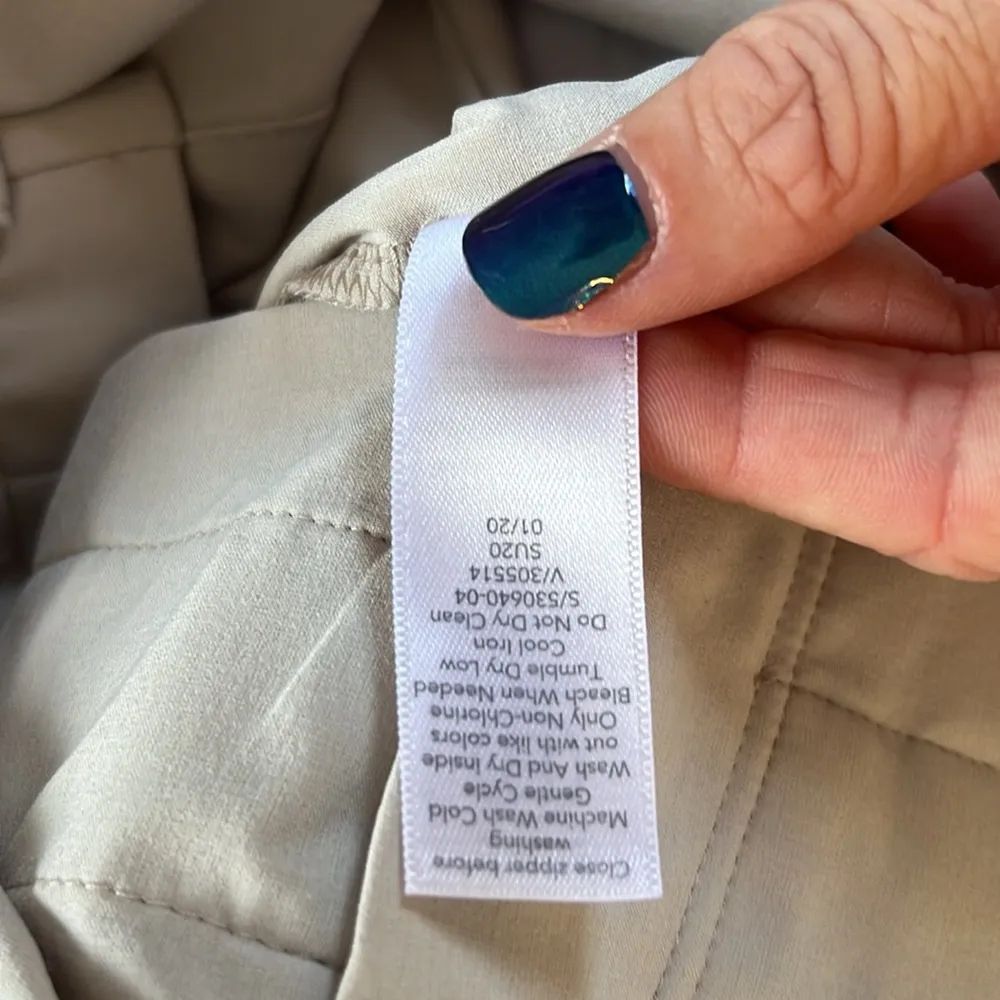 Close zipper before
washing
Machine Wash Cold
Gentle Cycle
Wash And Dry Inside
out with like colors
Only Non-Chlorine
Bleach When Needed
Tumble Dry Low
Cool Iron
Do Not Dry Clean
S/530640-04
V/305514
SU20
01/20